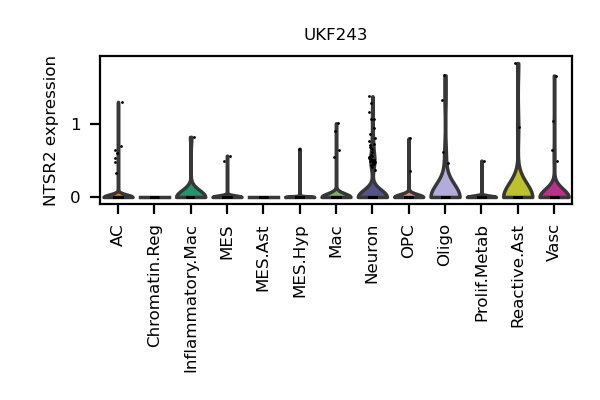 UKF243
NTSR2 expression
1
0
AC
Chromatin.Reg
Inflammatory.Mac
MES
MES.Ast
MES.Hyp
Mac
Neuron
OPC
Oligo
Prolif.Metab
Reactive.Ast
Vasc